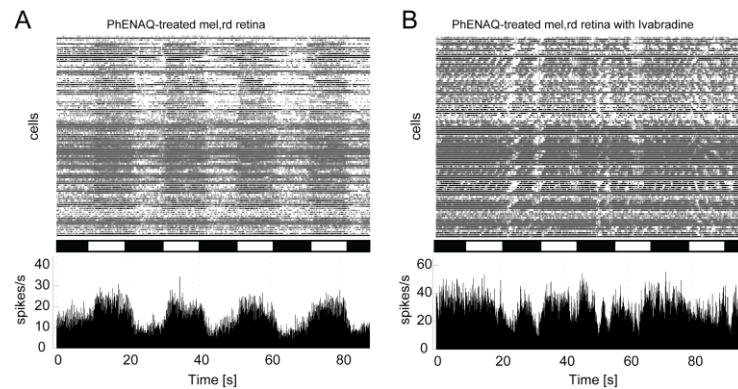 A
PhENAQ-treated mel,rd retina
cells
spikes/s
40
30
20
10
0
0 20 40 60 80
Time [s]
B
PhENAQ-treated mel,rd retina with Ivabradine
cells
spikes/s
60
40
20
0
0 20 40 60 80
Time [s]